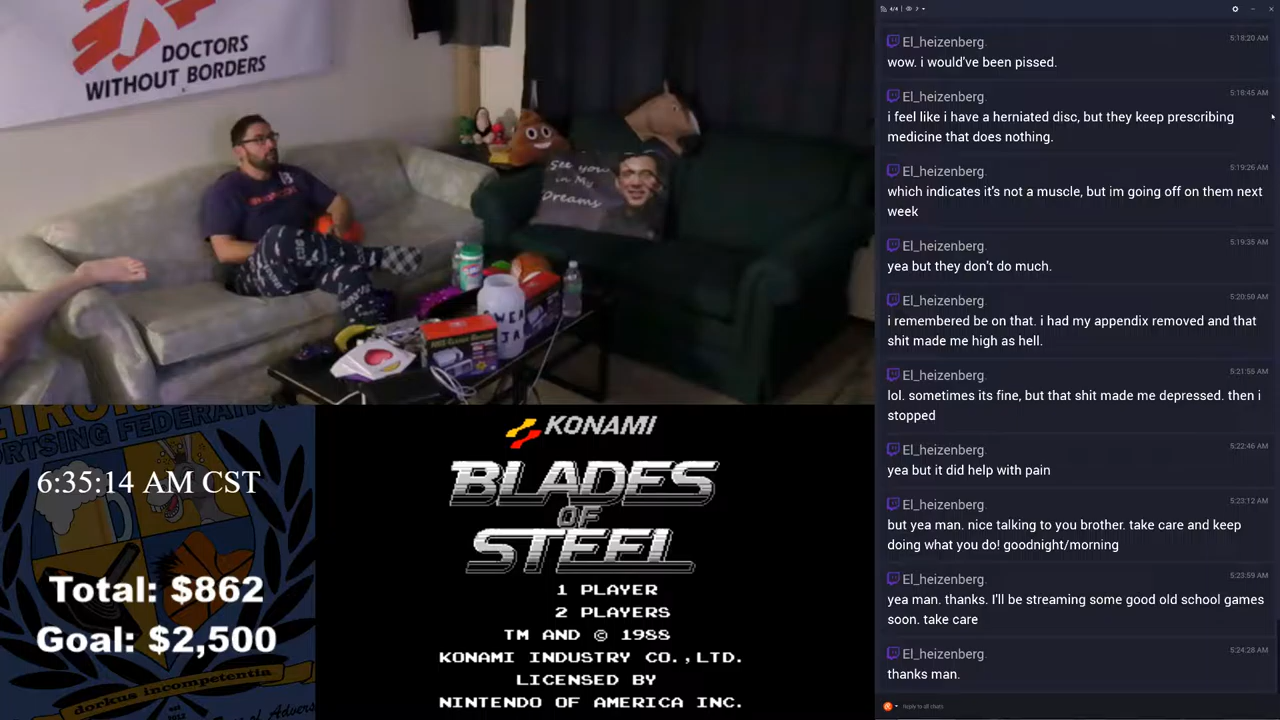 DOCTORS
WITHOUT BORDERS
See you
in My
Dreams
6:35:14 AM CST
Total: $862
Goal: $2,500
dorkus incompetentia
KONAMI
BLADES
OF
STEEL
1 PLAYER
2 PLAYERS
TM AND © 1988
KONAMI INDUSTRY CO.,LTD.
LICENSED BY
NINTENDO OF AMERICA INC.
4/4
El_heizenberg 5:18:20 AM
wow. i would've been pissed.
El_heizenberg 5:18:45 AM
i feel like i have a herniated disc, but they keep prescribing
medicine that does nothing.
El_heizenberg 5:19:26 AM
which indicates it's not a muscle, but im going off on them next
week
El_heizenberg 5:19:35 AM
yea but they don't do much.
El_heizenberg 5:20:50 AM
i remembered be on that. i had my appendix removed and that
shit made me high as hell.
El_heizenberg 5:21:55 AM
lol. sometimes its fine, but that shit made me depressed. then i
stopped
El_heizenberg 5:22:46 AM
yea but it did help with pain
El_heizenberg 5:23:12 AM
but yea man. nice talking to you brother. take care and keep
doing what you do! goodnight/morning
El_heizenberg 5:23:59 AM
yea man. thanks. I'll be streaming some good old school games
soon. take care
El_heizenberg 5:24:28 AM
thanks man.
Reply to all chats